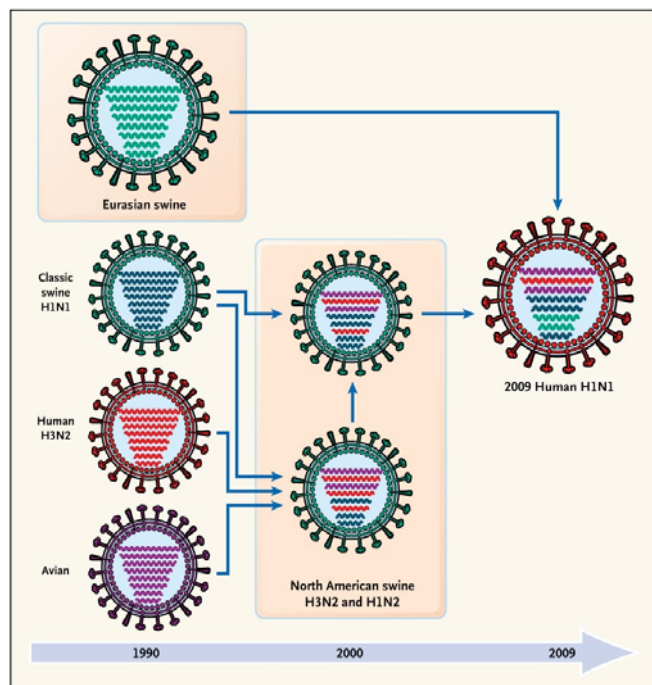 Eurasian swine
Classic
swine
H1N1
Human
H3N2
Avian
2009 Human H1N1
North American swine
H3N2 and H1N2
1990
2000
2009